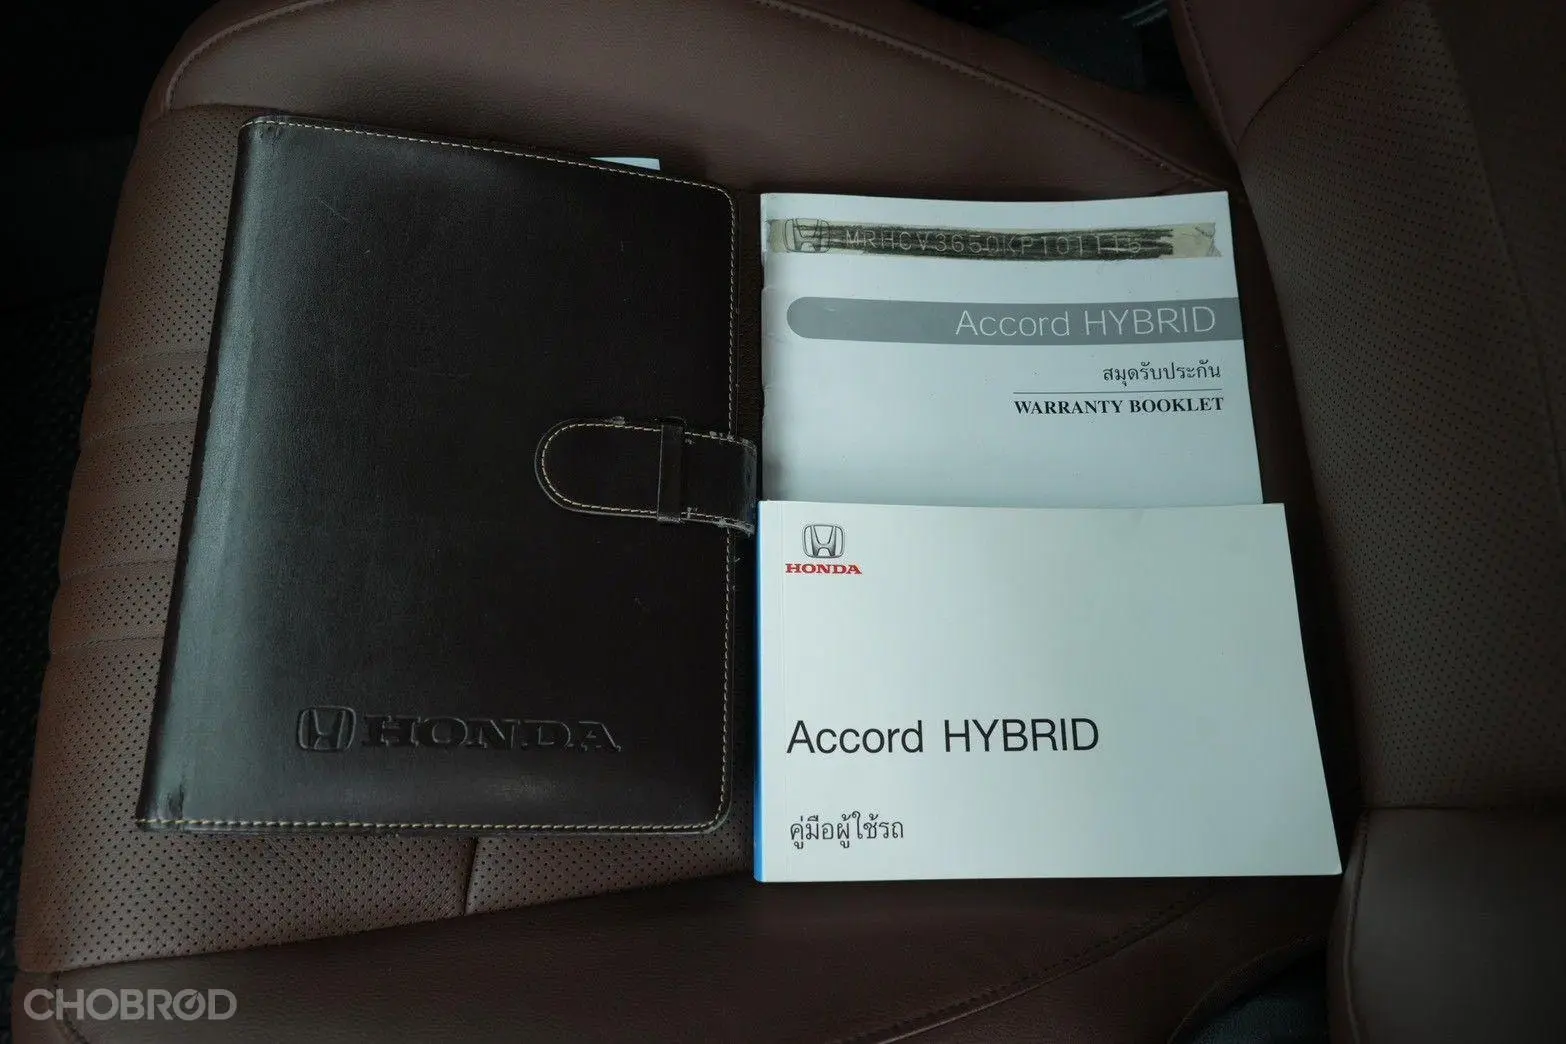 HONDA
MRHCV3650KP101115
Accord HYBRID
สมุดรับประกัน
WARRANTY BOOKLET
HONDA
Accord HYBRID
คู่มือผู้ใช้รถ
CHOBROD